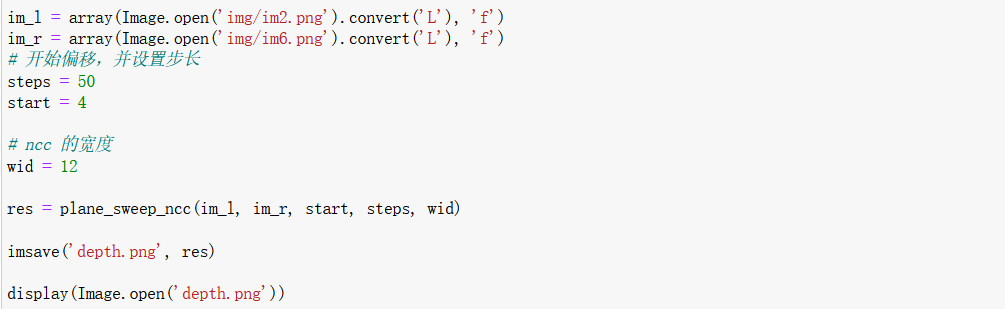 im_l = array(Image.open('img/im2.png').convert('L'), 'f')
im_r = array(Image.open('img/im6.png').convert('L'), 'f')
# 开始偏移，并设置步长
steps = 50
start = 4
# ncc 的宽度
wid = 12
res = plane_sweep_ncc(im_l, im_r, start, steps, wid)
imsave('depth.png', res)
display(Image.open('depth.png'))